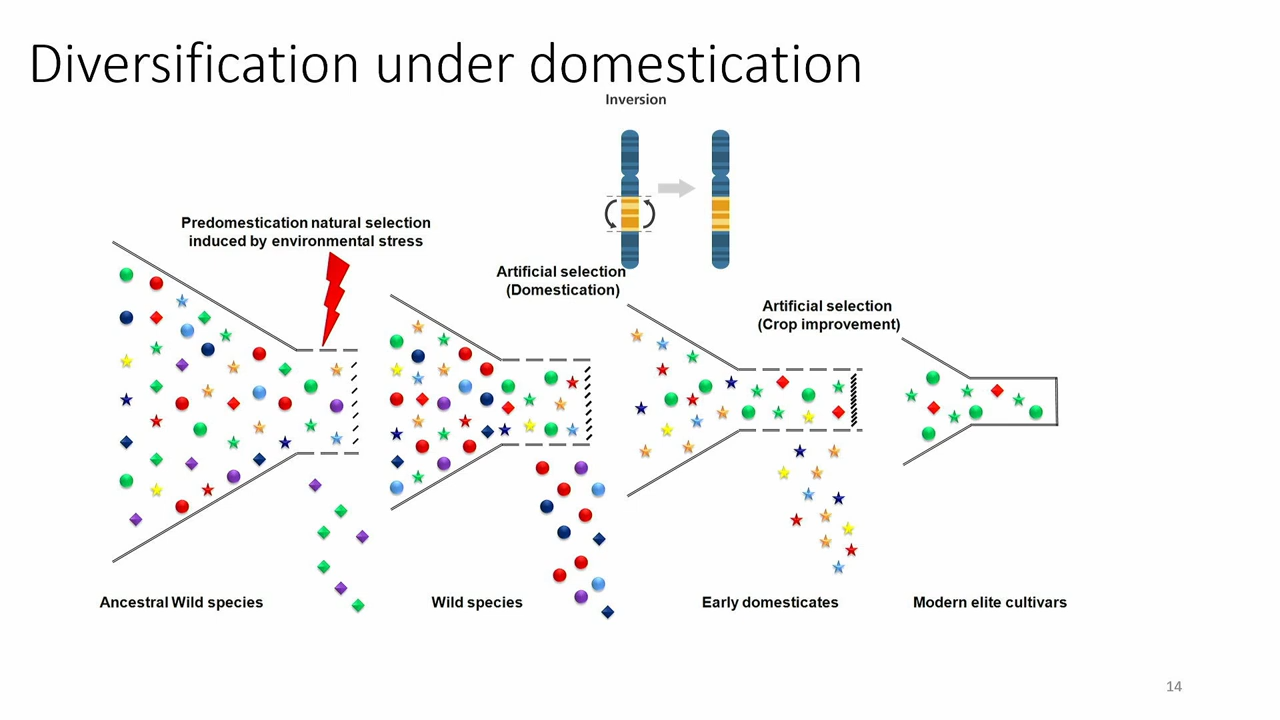 Diversification under domestication
Inversion
Predomestication natural selection
induced by environmental stress
Artificial selection
(Domestication)
Artificial selection
(Crop improvement)
Ancestral Wild species
Wild species
Early domesticates
Modern elite cultivars
14